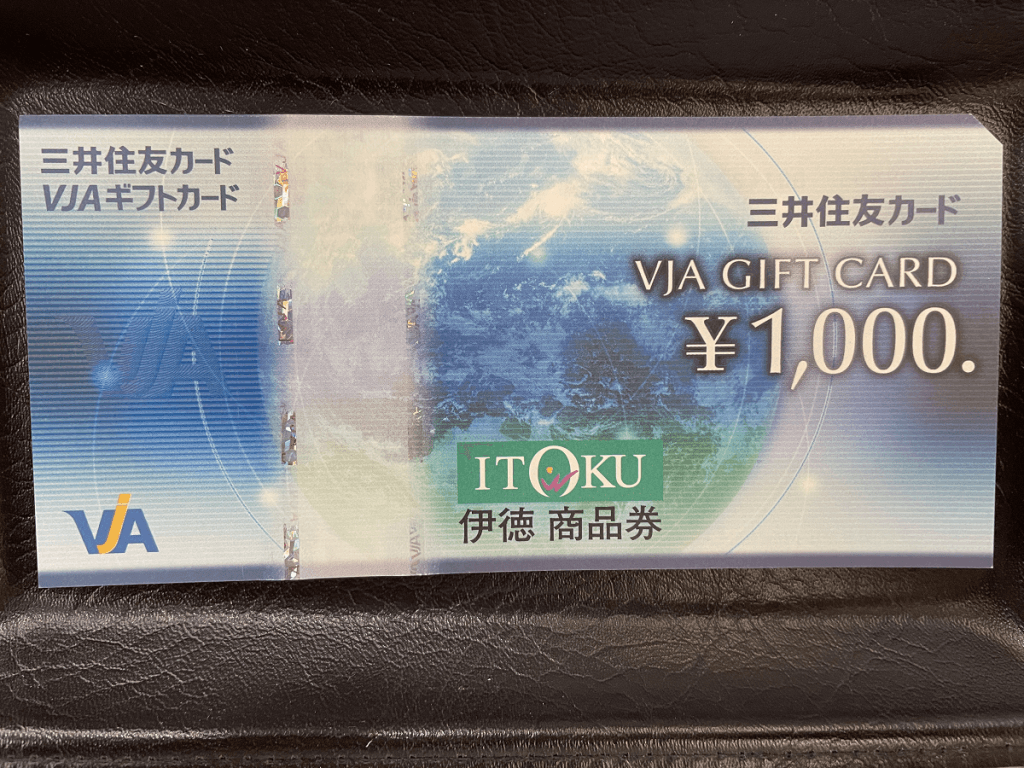 三井住友カード
VJAギフトカード
三井住友カード
VJA GIFT CARD
¥1,000.
VJA
ITOKU
伊徳 商品券
VJA